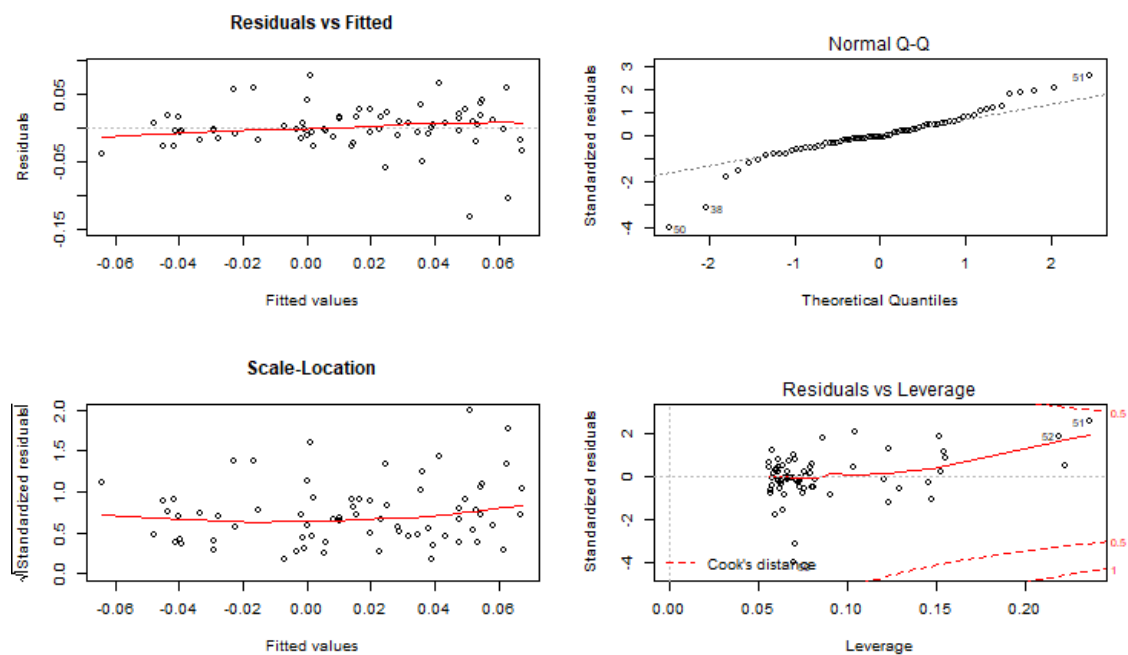 Residuals vs Fitted
Residuals
0.05
-0.05
-0.15
-0.06 -0.04 -0.02 0.00 0.02 0.04 0.06
Fitted values
Normal Q-Q
Standardized residuals
3
2
1
0
-2
-4
51
38
50
-2 -1 0 1 2
Theoretical Quantiles
Scale-Location
√|Standardized residuals|
2.0
1.5
1.0
0.5
0.0
-0.06 -0.04 -0.02 0.00 0.02 0.04 0.06
Fitted values
Residuals vs Leverage
Standardized residuals
2
0
-2
-4
0.5
51
52
0.5
1
Cook's distance
0.00 0.05 0.10 0.15 0.20
Leverage